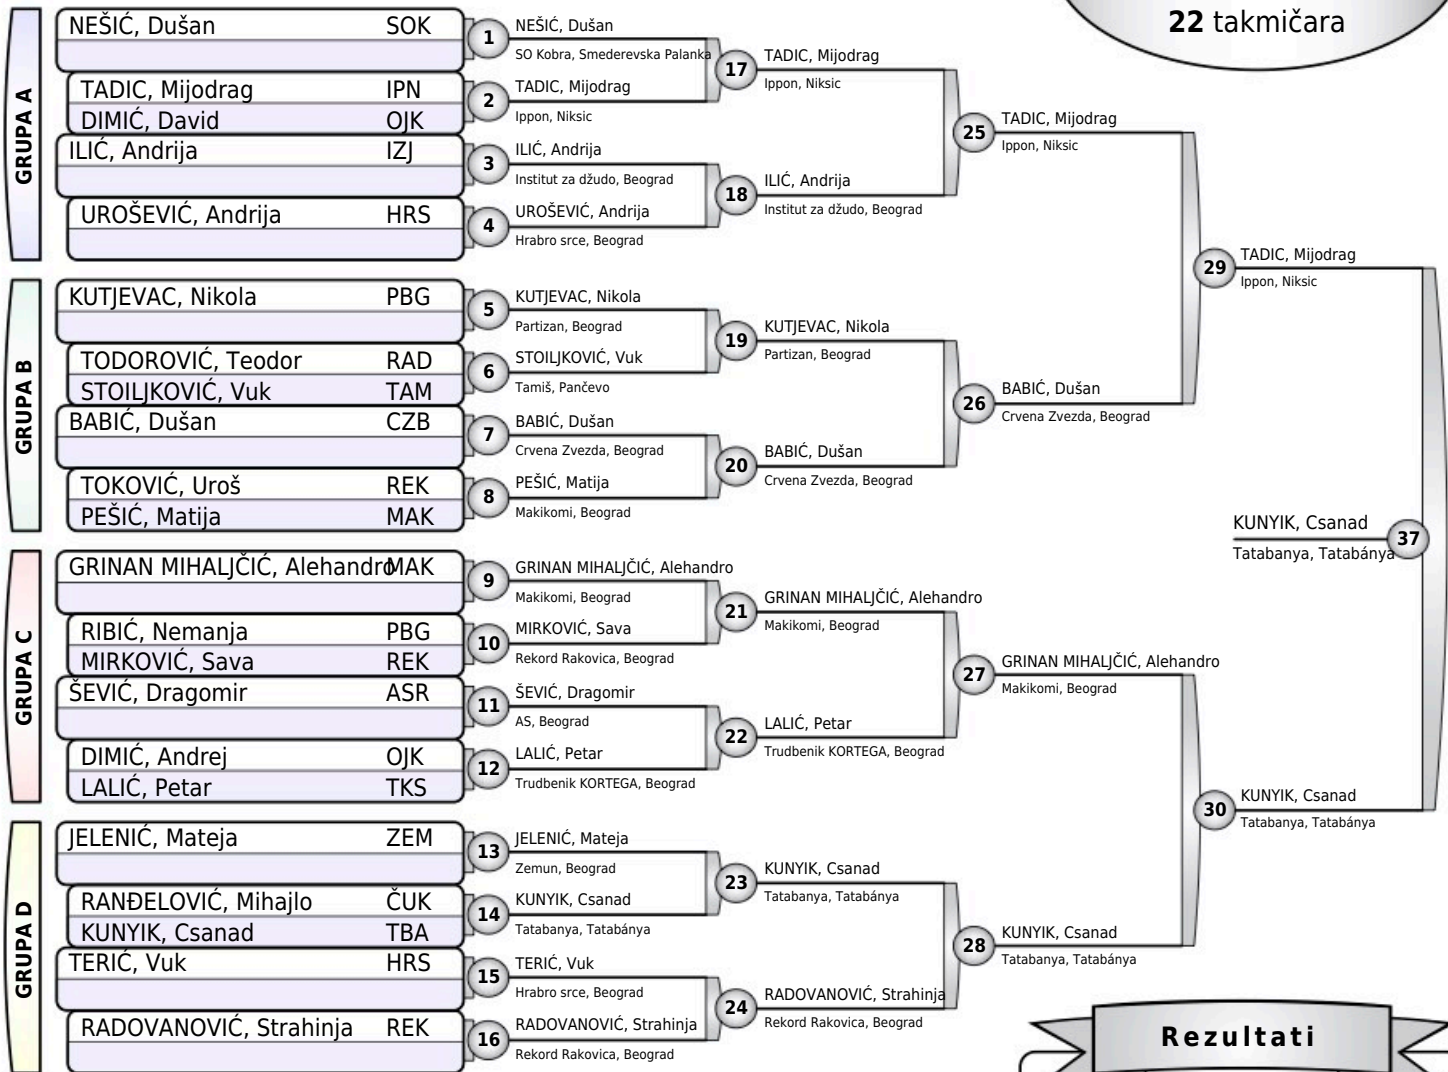 22 takmičara
GRUPA A
NEŠIĆ, Dušan SOK
TADIC, Mijodrag IPN
DIMIĆ, David OJK
ILIĆ, Andrija IZJ
UROŠEVIĆ, Andrija HRS
GRUPA B
KUTJEVAC, Nikola PBG
TODOROVIĆ, Teodor RAD
STOILJKOVIĆ, Vuk TAM
BABIĆ, Dušan CZB
TOKOVIĆ, Uroš REK
PEŠIĆ, Matija MAK
GRUPA C
GRINAN MIHALJČIĆ, Alehandro MAK
RIBIĆ, Nemanja PBG
MIRKOVIĆ, Sava REK
ŠEVIĆ, Dragomir ASR
DIMIĆ, Andrej OJK
LALIĆ, Petar TKS
GRUPA D
JELENIĆ, Mateja ZEM
RANĐELOVIĆ, Mihajlo ČUK
KUNYIK, Csanad TBA
TERIĆ, Vuk HRS
RADOVANOVIĆ, Strahinja REK
1
NEŠIĆ, Dušan
SO Kobra, Smederevska Palanka
2
TADIC, Mijodrag
Ippon, Niksic
3
ILIĆ, Andrija
Institut za džudo, Beograd
4
UROŠEVIĆ, Andrija
Hrabro srce, Beograd
5
KUTJEVAC, Nikola
Partizan, Beograd
6
STOILJKOVIĆ, Vuk
Tamiš, Pančevo
7
BABIĆ, Dušan
Crvena Zvezda, Beograd
8
PEŠIĆ, Matija
Makikomi, Beograd
9
GRINAN MIHALJČIĆ, Alehandro
Makikomi, Beograd
10
MIRKOVIĆ, Sava
Rekord Rakovica, Beograd
11
ŠEVIĆ, Dragomir
AS, Beograd
12
LALIĆ, Petar
Trudbenik KORTEGA, Beograd
13
JELENIĆ, Mateja
Zemun, Beograd
14
KUNYIK, Csanad
Tatabanya, Tatabánya
15
TERIĆ, Vuk
Hrabro srce, Beograd
16
RADOVANOVIĆ, Strahinja
Rekord Rakovica, Beograd
17
TADIC, Mijodrag
Ippon, Niksic
18
ILIĆ, Andrija
Institut za džudo, Beograd
19
KUTJEVAC, Nikola
Partizan, Beograd
20
BABIĆ, Dušan
Crvena Zvezda, Beograd
21
GRINAN MIHALJČIĆ, Alehandro
Makikomi, Beograd
22
LALIĆ, Petar
Trudbenik KORTEGA, Beograd
23
KUNYIK, Csanad
Tatabanya, Tatabánya
24
RADOVANOVIĆ, Strahinja
Rekord Rakovica, Beograd
25
TADIC, Mijodrag
Ippon, Niksic
26
BABIĆ, Dušan
Crvena Zvezda, Beograd
27
GRINAN MIHALJČIĆ, Alehandro
Makikomi, Beograd
28
KUNYIK, Csanad
Tatabanya, Tatabánya
29
TADIC, Mijodrag
Ippon, Niksic
30
KUNYIK, Csanad
Tatabanya, Tatabánya
KUNYIK, Csanad
Tatabanya, Tatabánya
37
Rezultati